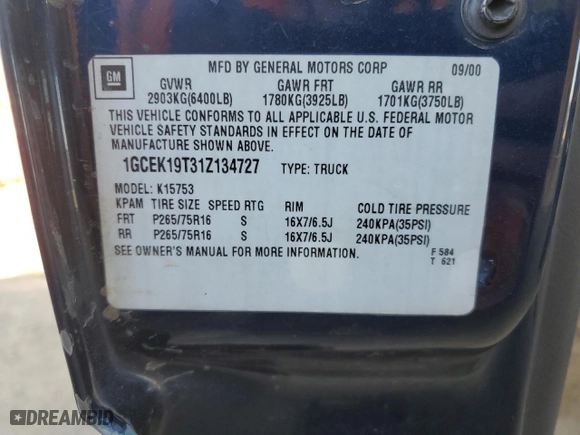 GM
MFD BY GENERAL MOTORS CORP 09/00
GVWR GAWR FRT GAWR RR
2903KG(6400LB) 1780KG(3925LB) 1701KG(3750LB)
THIS VEHICLE CONFORMS TO ALL APPLICABLE U.S. FEDERAL MOTOR
VEHICLE SAFETY STANDARDS IN EFFECT ON THE DATE OF
MANUFACTURE SHOWN ABOVE.
1GCEK19T31Z134727 TYPE: TRUCK
MODEL: K15753
KPAM TIRE SIZE SPEED RTG RIM COLD TIRE PRESSURE
FRT P265/75R16 S 16X7/6.5J 240KPA(35PSI)
RR P265/75R16 S 16X7/6.5J 240KPA(35PSI)
SEE OWNER'S MANUAL FOR MORE INFORMATION.
F 584
T 621
DREAMBID